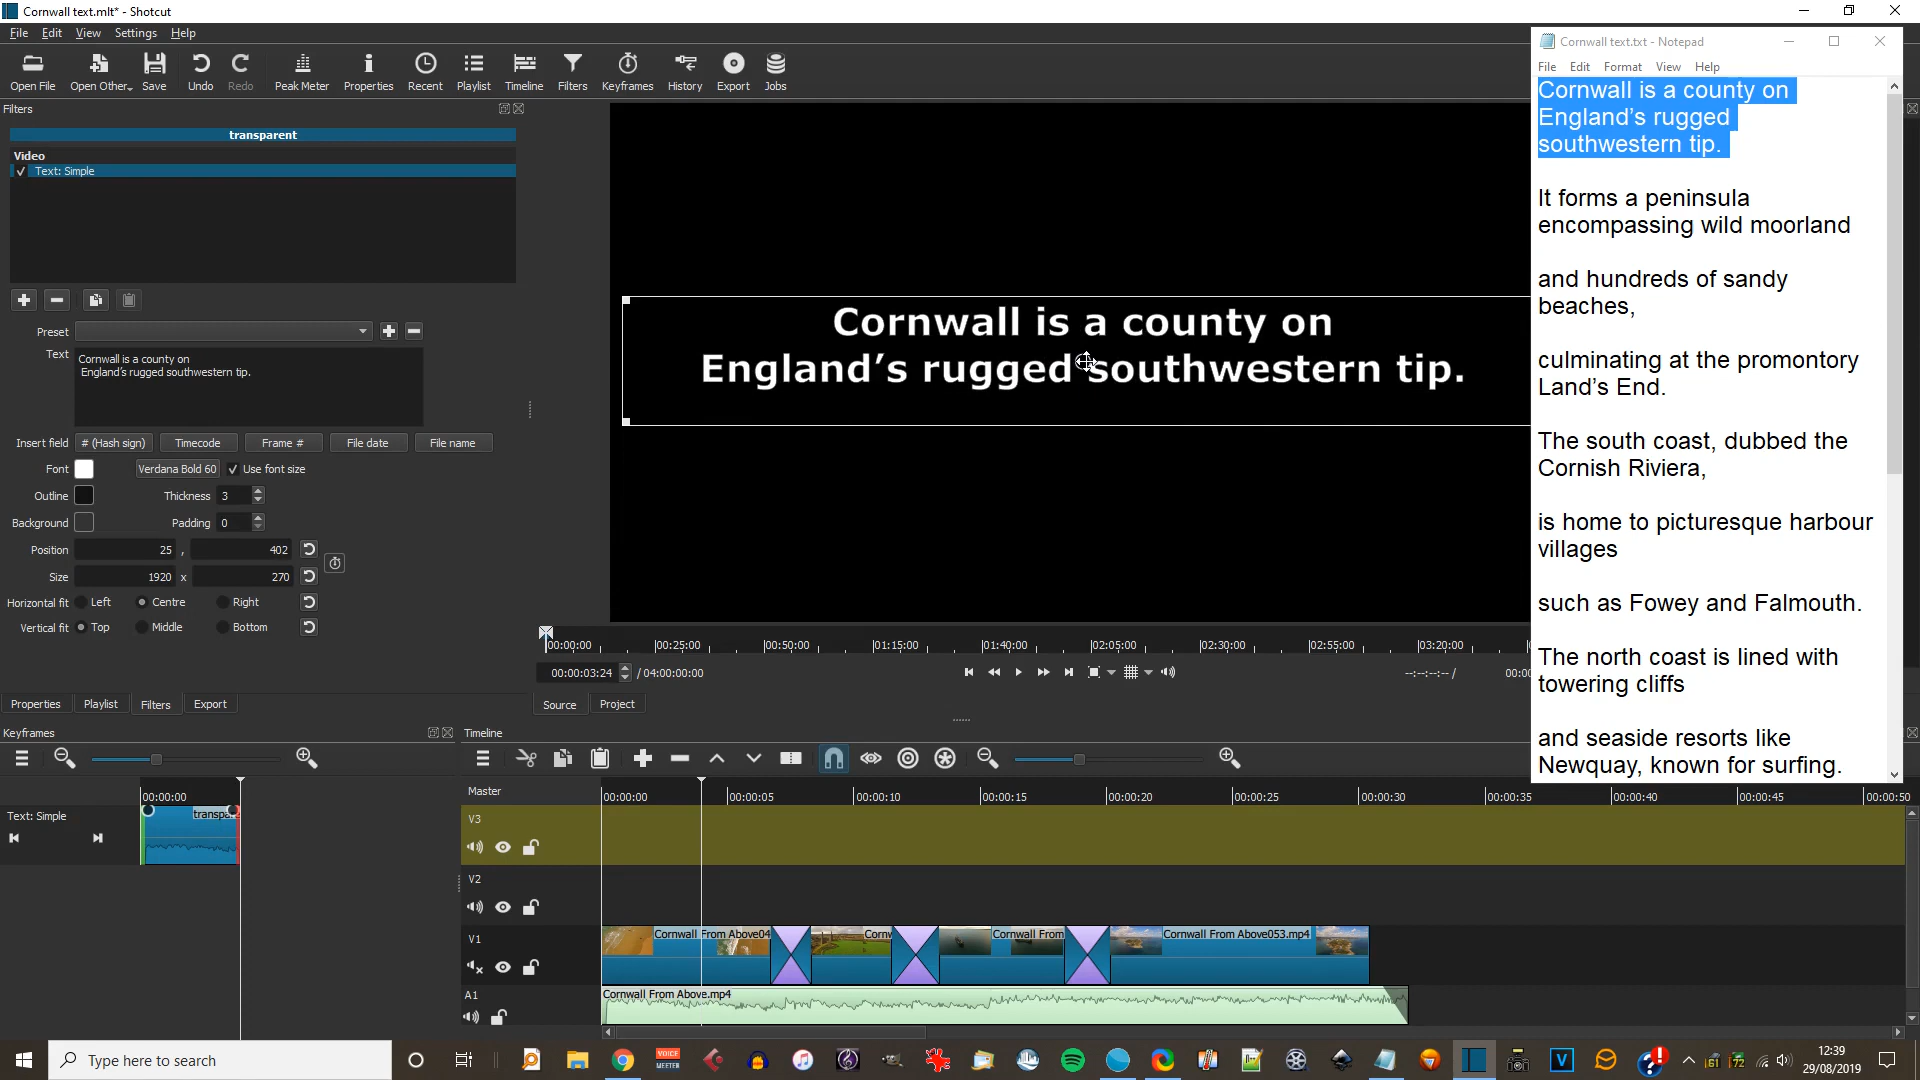 Cornwall text.mlt* - Shotcut
File Edit View Settings Help
Open File Open Other... Save Undo Redo Peak Meter Properties Recent Playlist Timeline Filters Keyframes History Export Jobs
Filters
transparent
Video
Text: Simple
Preset
Text
Cornwall is a county on
England’s rugged southwestern tip.
Insert field # (Hash sign) Timecode Frame # File date File name
Font Verdana Bold 60 Use font size
Outline Thickness 3
Background Padding 0
Position 25 , 402
Size 1920 x 270
Horizontal fit Left Centre Right
Vertical fit Top Middle Bottom
Properties Playlist Filters Export
Cornwall is a county on
England’s rugged southwestern tip.
00:00:00 00:25:00 00:50:00 01:15:00 01:40:00 02:05:00 02:30:00 02:55:00 03:20:00
00:00:03:24 / 04:00:00:00 --:--:--:-- / 00:00
Source Project
Cornwall text.txt - Notepad
File Edit Format View Help
Cornwall is a county on
England’s rugged
southwestern tip.
It forms a peninsula
encompassing wild moorland
and hundreds of sandy
beaches,
culminating at the promontory
Land’s End.
The south coast, dubbed the
Cornish Riviera,
is home to picturesque harbour
villages
such as Fowey and Falmouth.
The north coast is lined with
towering cliffs
and seaside resorts like
Newquay, known for surfing.
Keyframes
00:00:00
Text: Simple
transpa
Timeline
Master 00:00:00 00:00:05 00:00:10 00:00:15 00:00:20 00:00:25 00:00:30 00:00:35 00:00:40 00:00:45 00:00:50
V3
V2
V1
Cornwall From Above04 Cornw Cornwall From Cornwall From Above053.mp4
A1
Cornwall From Above.mp4
Type here to search
VOICE
MEETER
V
61 72
12:39
29/08/2019